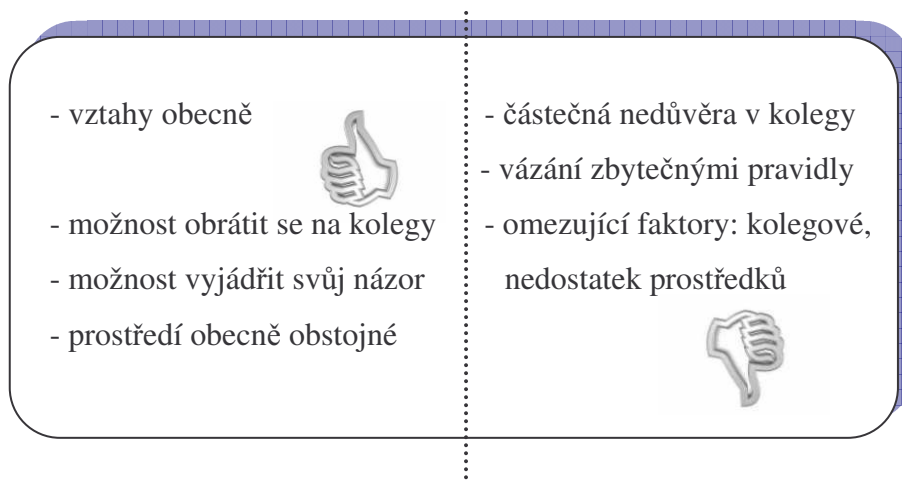 - vztahy obecně
- možnost obrátit se na kolegy
- možnost vyjádřit svůj názor
- prostředí obecně obstojné
- částečná nedůvěra v kolegy
- vázání zbytečnými pravidly
- omezující faktory: kolegové,
nedostatek prostředků